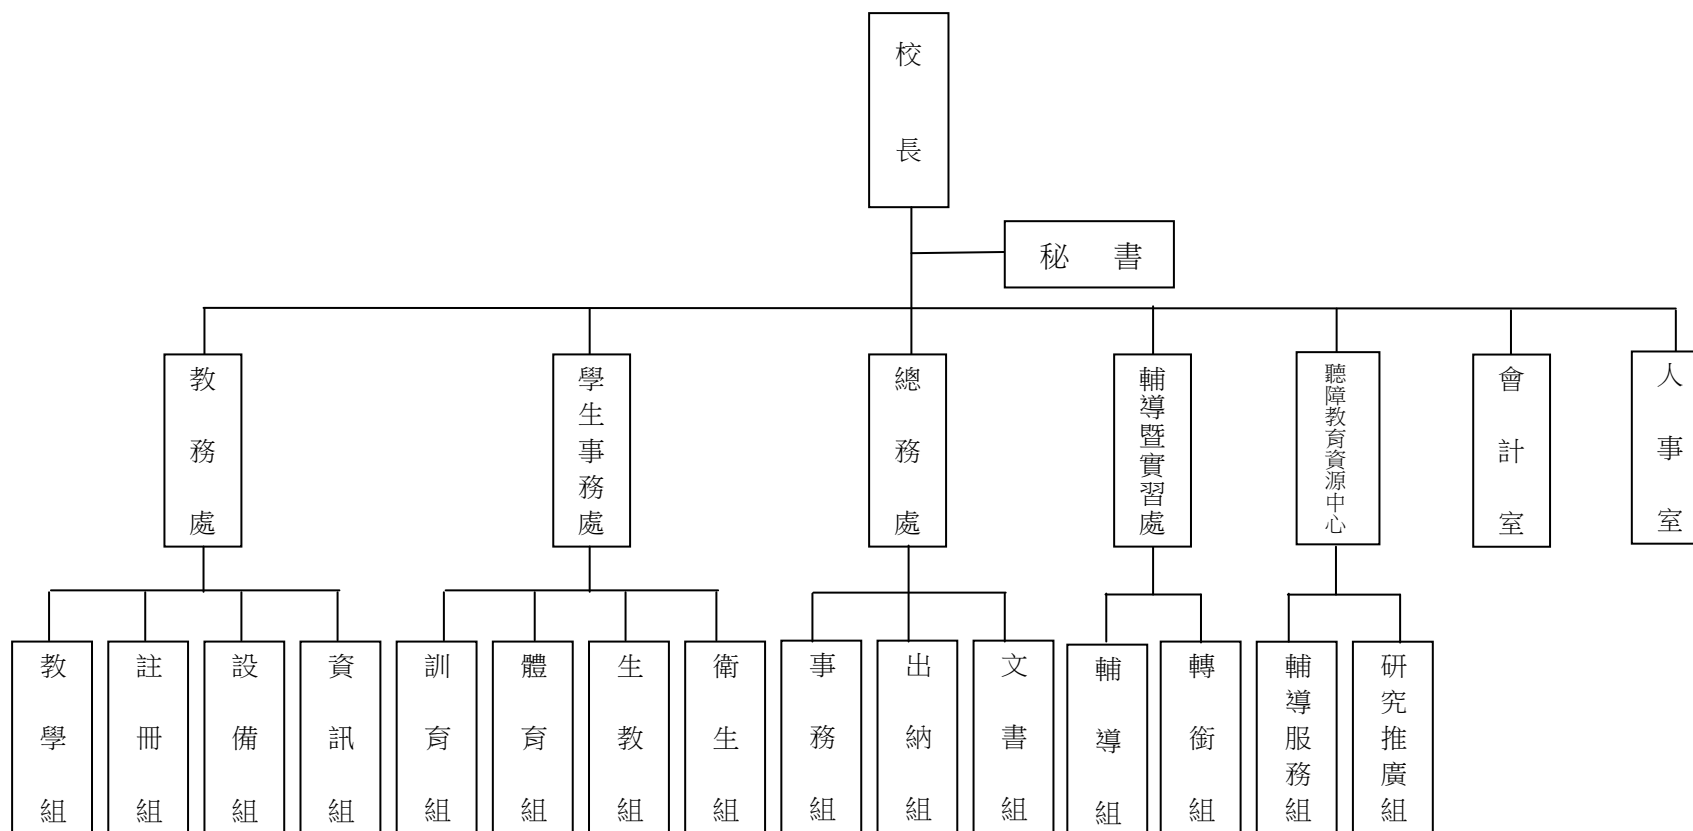 校長
秘書
教務處
學生事務處
總務處
輔導暨實習處
聽障教育資源中心
會計室
人事室
教學組
註冊組
設備組
資訊組
訓育組
體育組
生教組
衛生組
事務組
出納組
文書組
輔導組
轉銜組
輔導服務組
研究推廣組